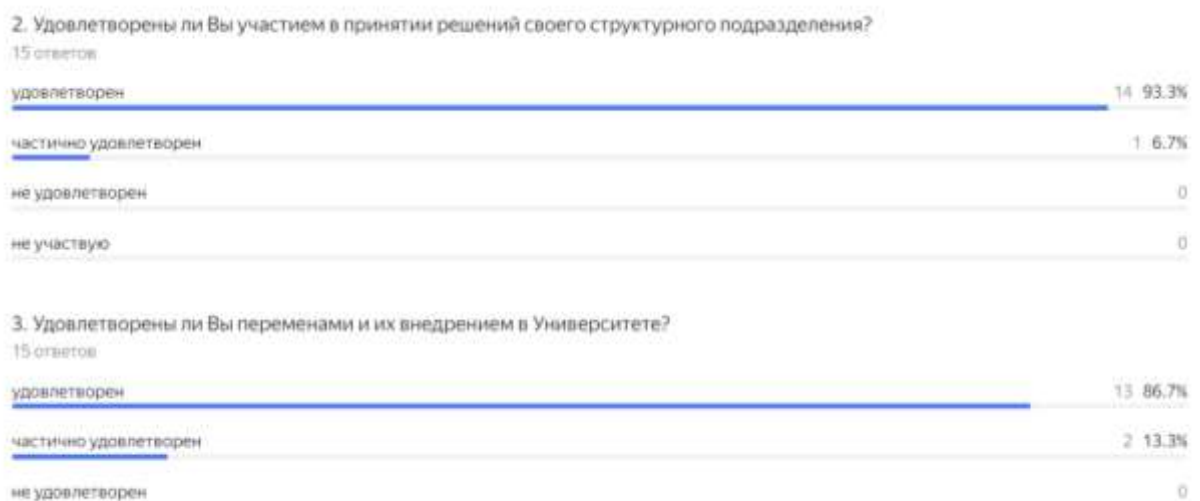 2. Удовлетворены ли Вы участием в принятии решений своего структурного подразделения?
15 ответов
удовлетворен 14 93.3%
частично удовлетворен 1 6.7%
не удовлетворен 0
не участвую 0
3. Удовлетворены ли Вы переменами и их внедрением в Университете?
15 ответов
удовлетворен 13 86.7%
частично удовлетворен 2 13.3%
не удовлетворен 0